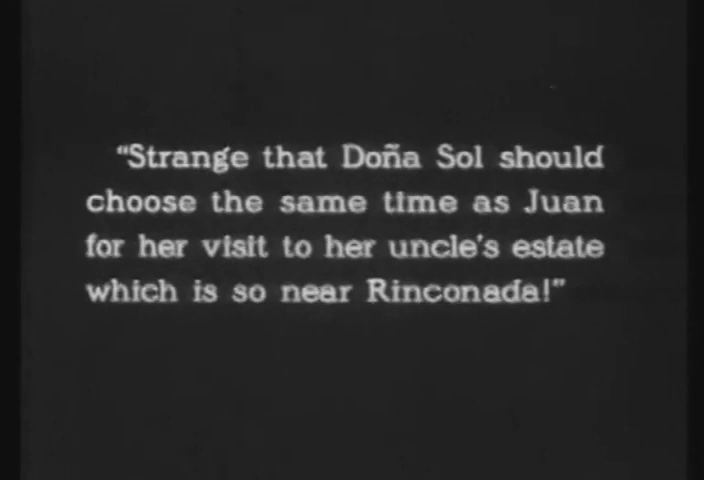 "Strange that Doña Sol should
choose the same time as Juan
for her visit to her uncle's estate
which is so near Rinconada!"